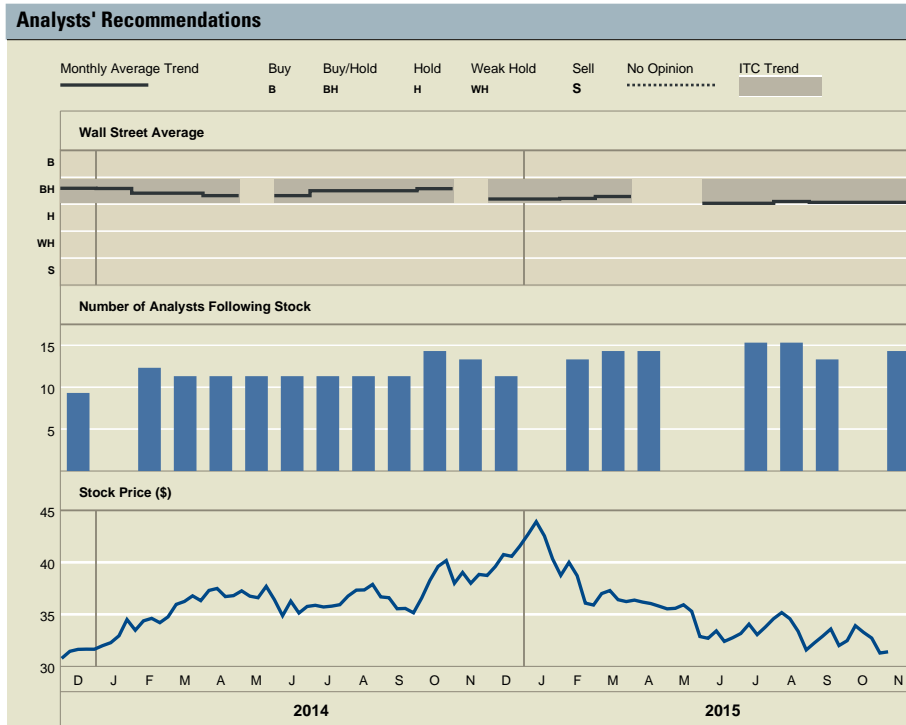 Analysts' Recommendations
Monthly Average Trend Buy Buy/Hold Hold Weak Hold Sell No Opinion ITC Trend
B BH H WH S
Wall Street Average
B
BH
H
WH
S
Number of Analysts Following Stock
15
10
5
Stock Price ($)
45
40
35
30
D J F M A M J J A S O N D J F M A M J J A S O N
2014 2015